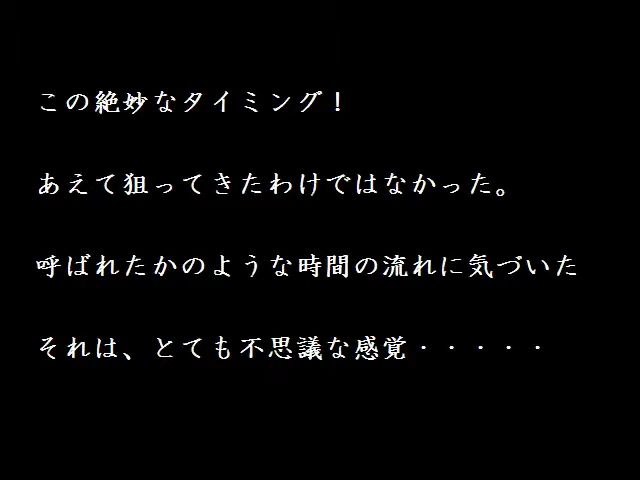 この絶妙なタイミング！
あえて狙ってきたわけではなかった。
呼ばれたかのような時間の流れに気づいた
それは、とても不思議な感覚・・・・・